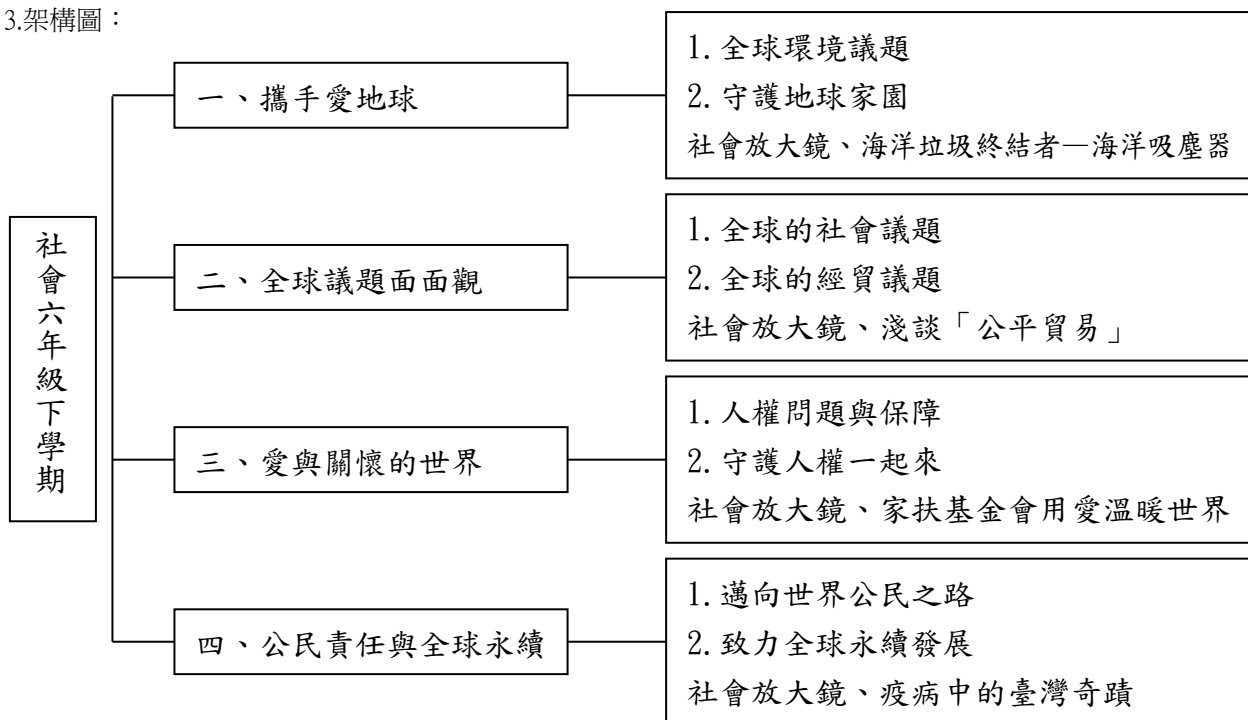 3.架構圖：
社會六年級下學期
一、攜手愛地球
1.全球環境議題
2.守護地球家園
社會放大鏡、海洋垃圾終結者—海洋吸塵器
二、全球議題面面觀
1.全球的社會議題
2.全球的經貿議題
社會放大鏡、淺談「公平貿易」
三、愛與關懷的世界
1.人權問題與保障
2.守護人權一起來
社會放大鏡、家扶基金會用愛溫暖世界
四、公民責任與全球永續
1.邁向世界公民之路
2.致力全球永續發展
社會放大鏡、疫病中的臺灣奇蹟